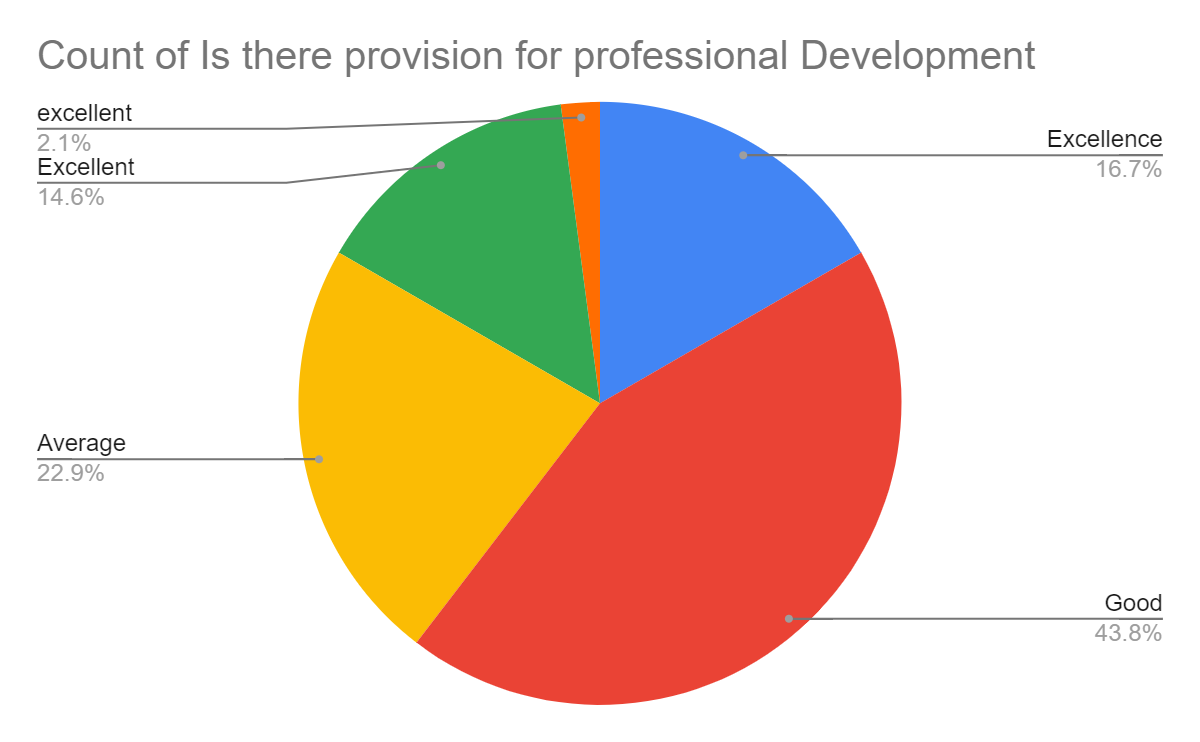 Count of Is there provision for professional Development
excellent
2.1%
Excellent
14.6%
Average
22.9%
Excellence
16.7%
Good
43.8%